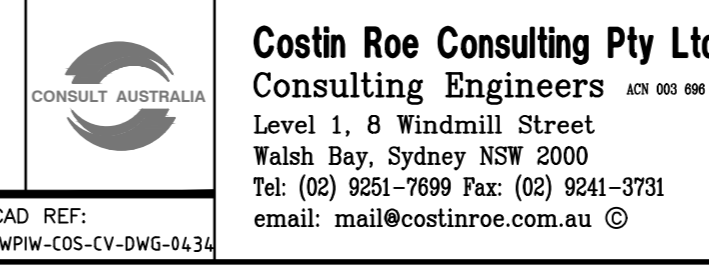 CONSULT AUSTRALIA
CAD REF:
WPIW-COS-CV-DWG-0434
Costin Roe Consulting Pty Ltd
Consulting Engineers ACN 003 696
Level 1, 8 Windmill Street
Walsh Bay, Sydney NSW 2000
Tel: (02) 9251-7699 Fax: (02) 9241-3731
email: mail@costinroe.com.au ©